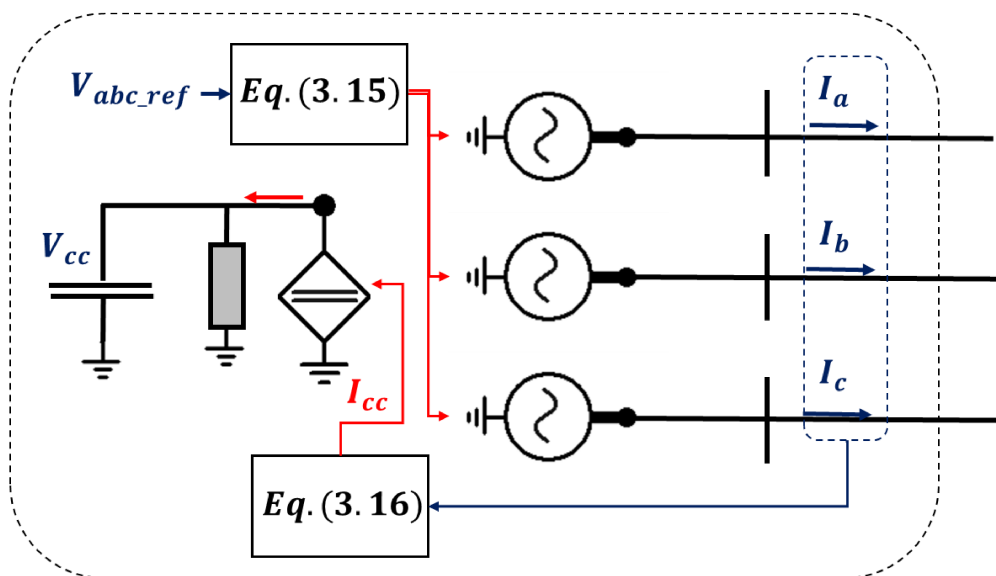 V_abc_ref
Eq.(3.15)
I_a
V_cc
I_b
I_cc
I_c
Eq.(3.16)